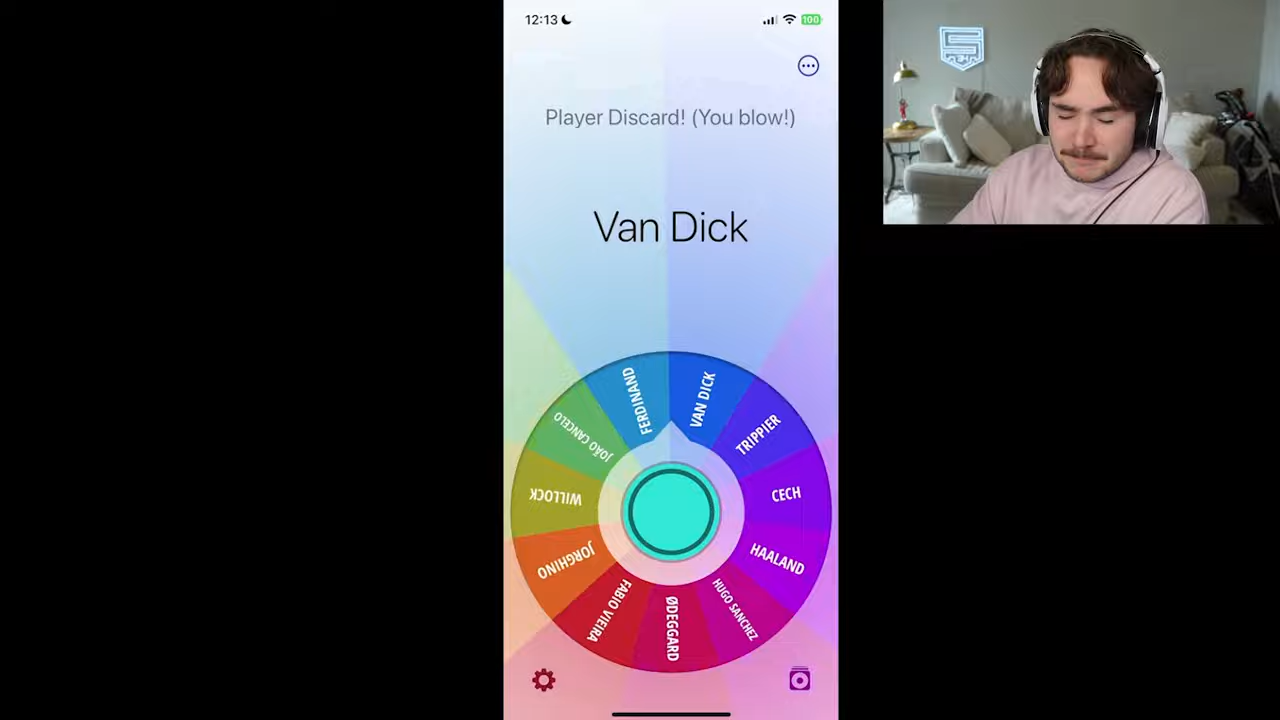 12:13
100
Player Discard! (You blow!)
Van Dick
FERDINAND
VAN DICK
TRIPPIER
CECH
HAALAND
HUGO SANCHEZ
ØDEGGARD
FABIO VIEIRA
JORGHINO
WILLOCK
JOÃO CANCELO